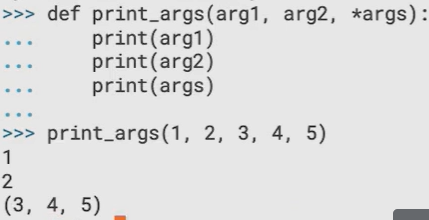 >>> def print_args(arg1, arg2, *args):
...     print(arg1)
...     print(arg2)
...     print(args)
...
>>> print_args(1, 2, 3, 4, 5)
1
2
(3, 4, 5)